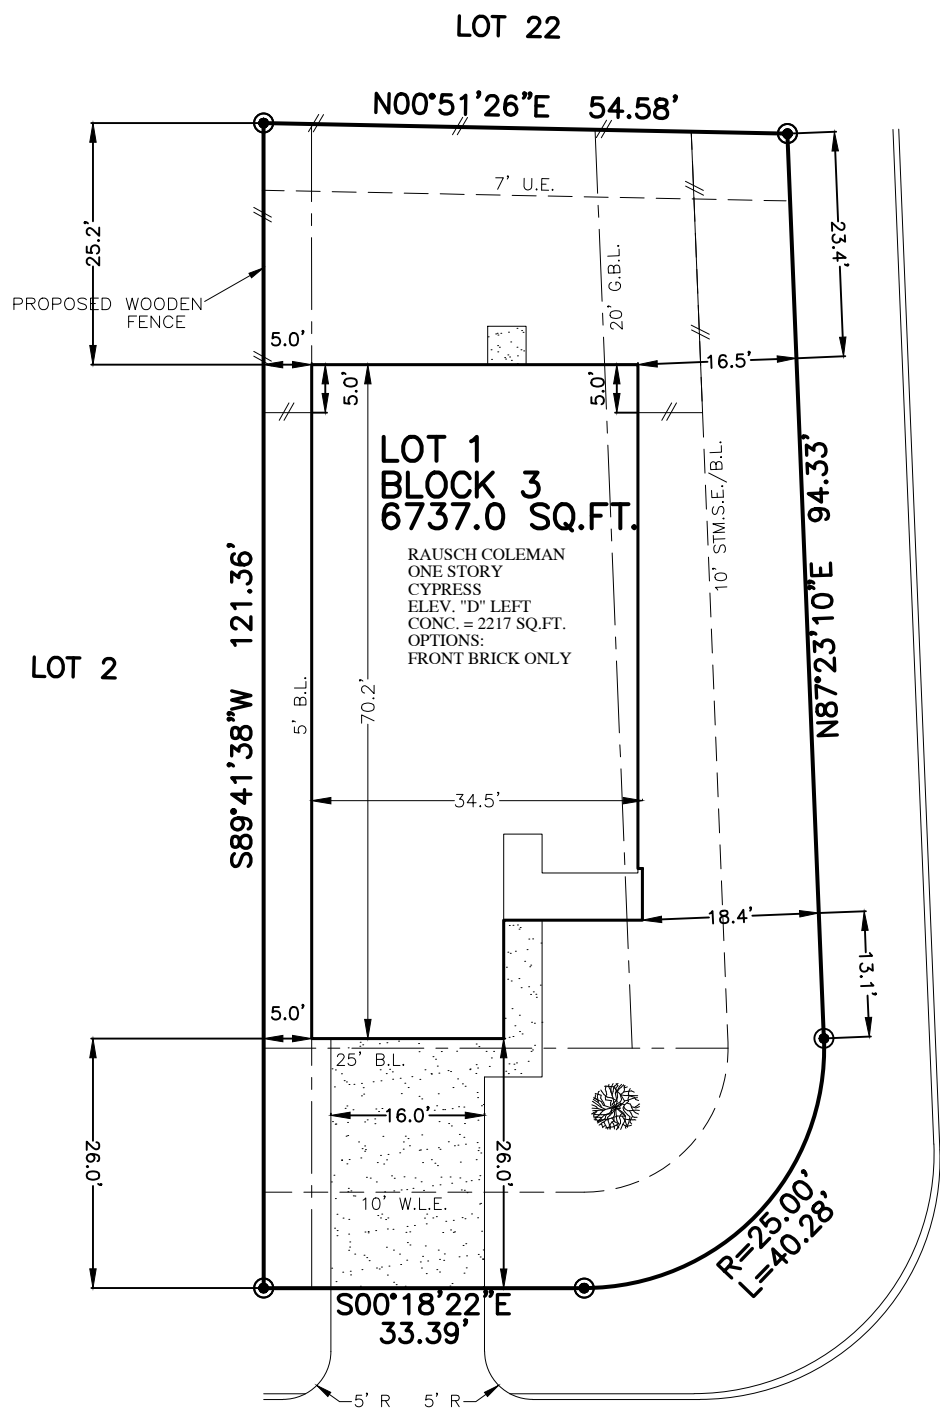 LOT 22
N00°51'26"E 54.58'
7' U.E.
25.2'
23.4'
20' G.B.L.
PROPOSED WOODEN
FENCE
5.0'
5.0'
5.0'
16.5'
LOT 1
BLOCK 3
6737.0 SQ.FT.
RAUSCH COLEMAN
ONE STORY
CYPRESS
ELEV. "D" LEFT
CONC. = 2217 SQ.FT.
OPTIONS:
FRONT BRICK ONLY
10' STM.S.E./B.L.
N87°23'10"E 94.33'
S89°41'38"W 121.36'
LOT 2
5' B.L.
70.2'
34.5'
18.4'
13.1'
5.0'
25' B.L.
16.0'
26.0'
26.0'
10' W.L.E.
R=25.00'
L=40.28'
S00°18'22"E
33.39'
5' R 5' R